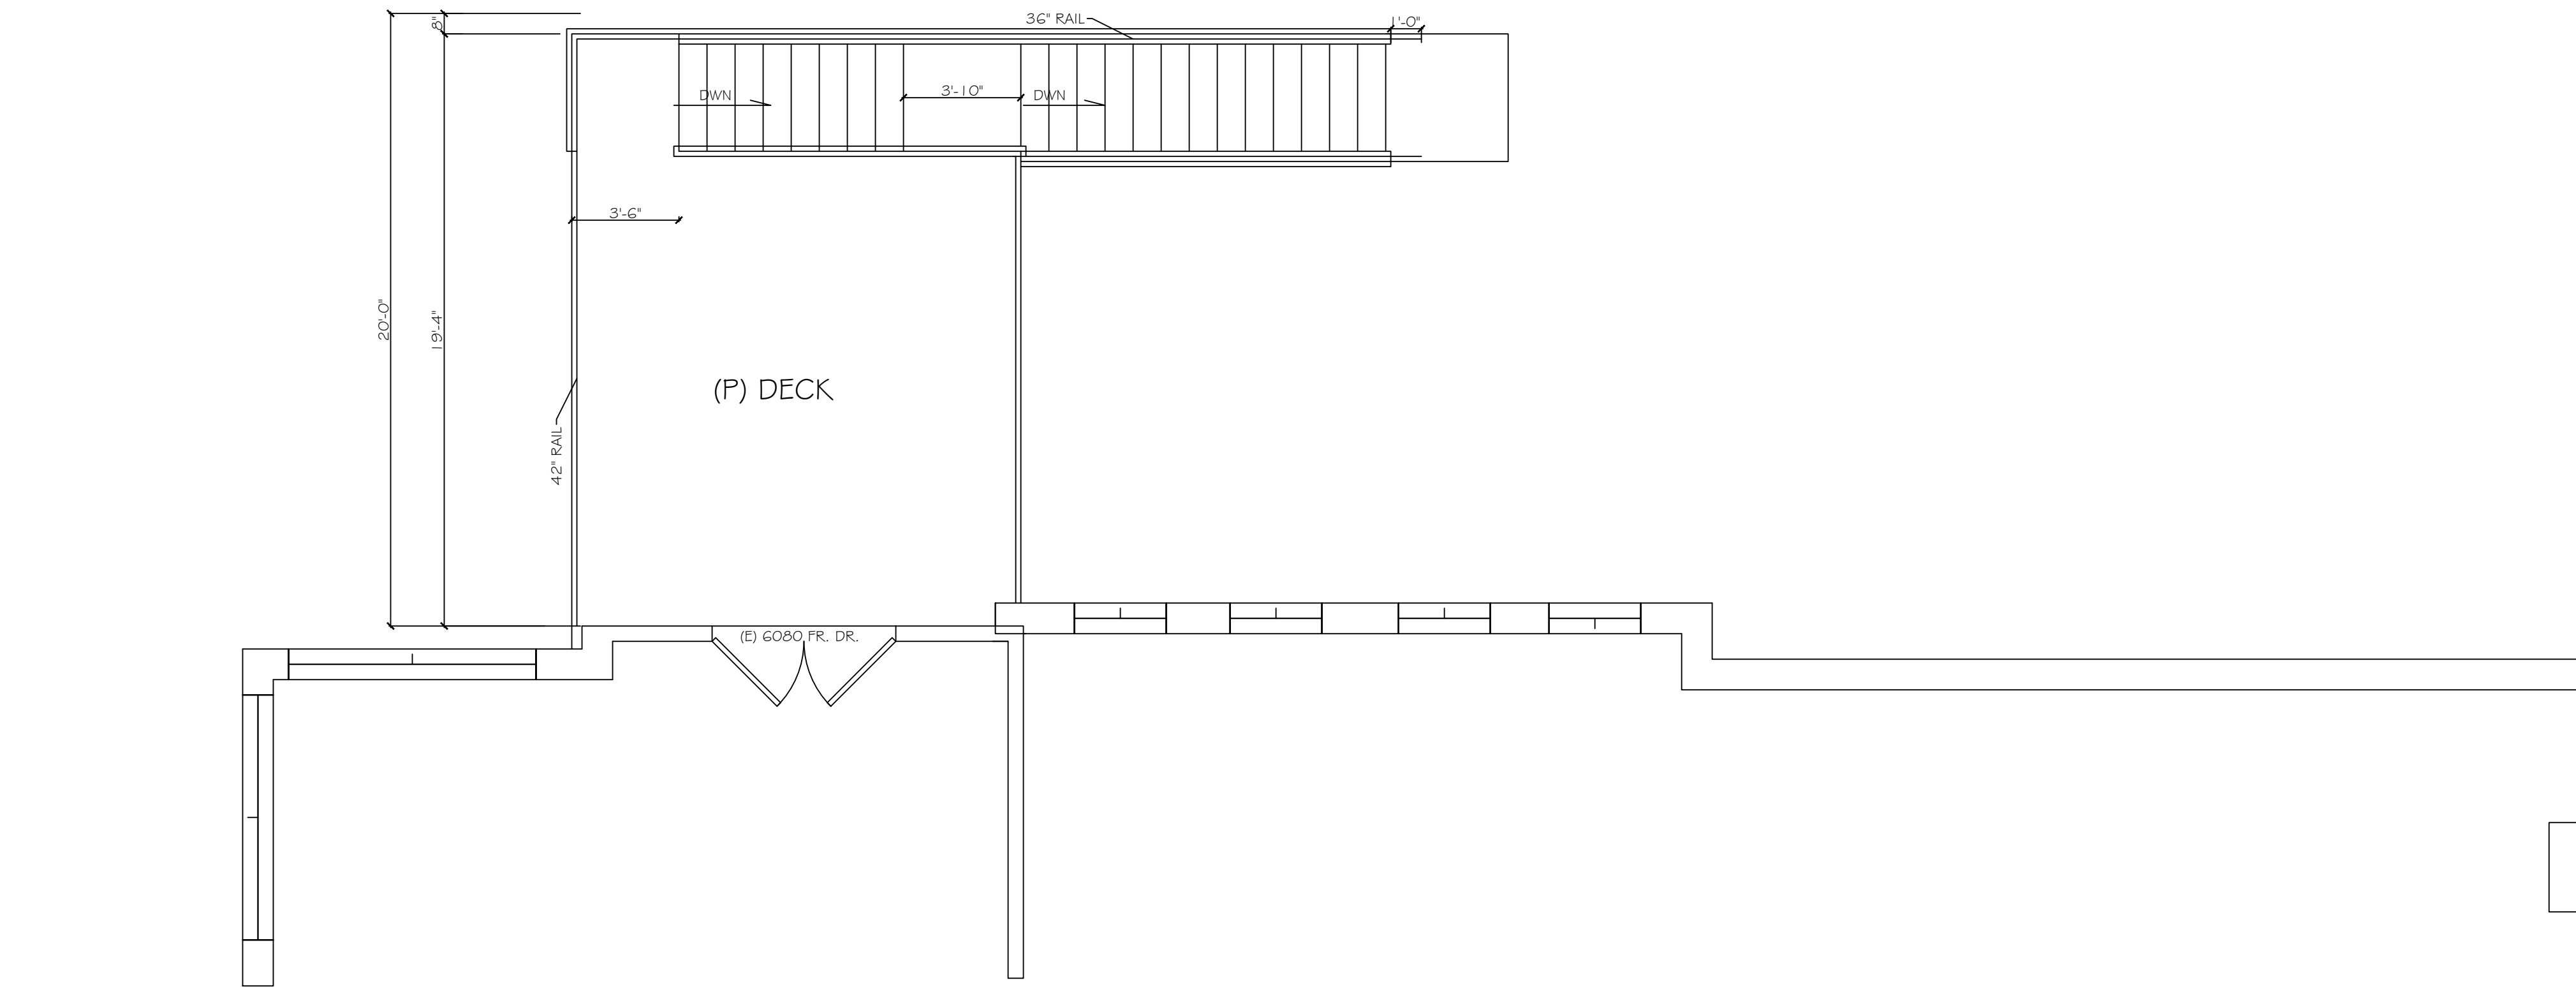 8"
36" RAIL
1'-0"
DWN
3'-10"
DWN
3'-6"
20'-0"
19'-4"
(P) DECK
42" RAIL
(E) 6080 FR. DR.